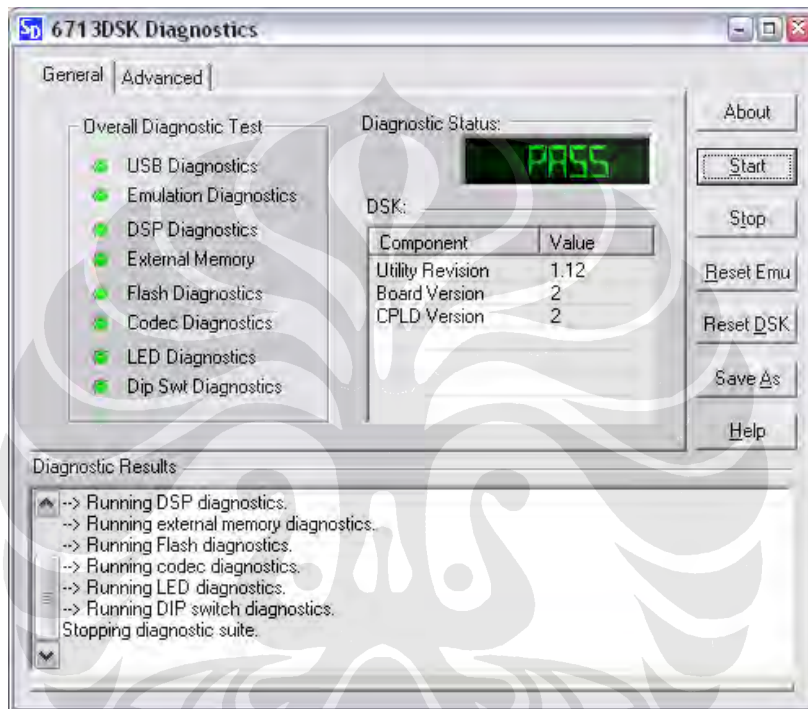 SD 6713DSK Diagnostics
General Advanced
Overall Diagnostic Test
USB Diagnostics
Emulation Diagnostics
DSP Diagnostics
External Memory
Flash Diagnostics
Codec Diagnostics
LED Diagnostics
Dip Swt Diagnostics
Diagnostic Status:
PASS
DSK:
Component Value
Utility Revision 1.12
Board Version 2
CPLD Version 2
About
Start
Stop
Reset Emu
Reset DSK
Save As
Help
Diagnostic Results
--> Running DSP diagnostics.
--> Running external memory diagnostics.
--> Running Flash diagnostics.
--> Running codec diagnostics.
--> Running LED diagnostics.
--> Running DIP switch diagnostics.
Stopping diagnostic suite.